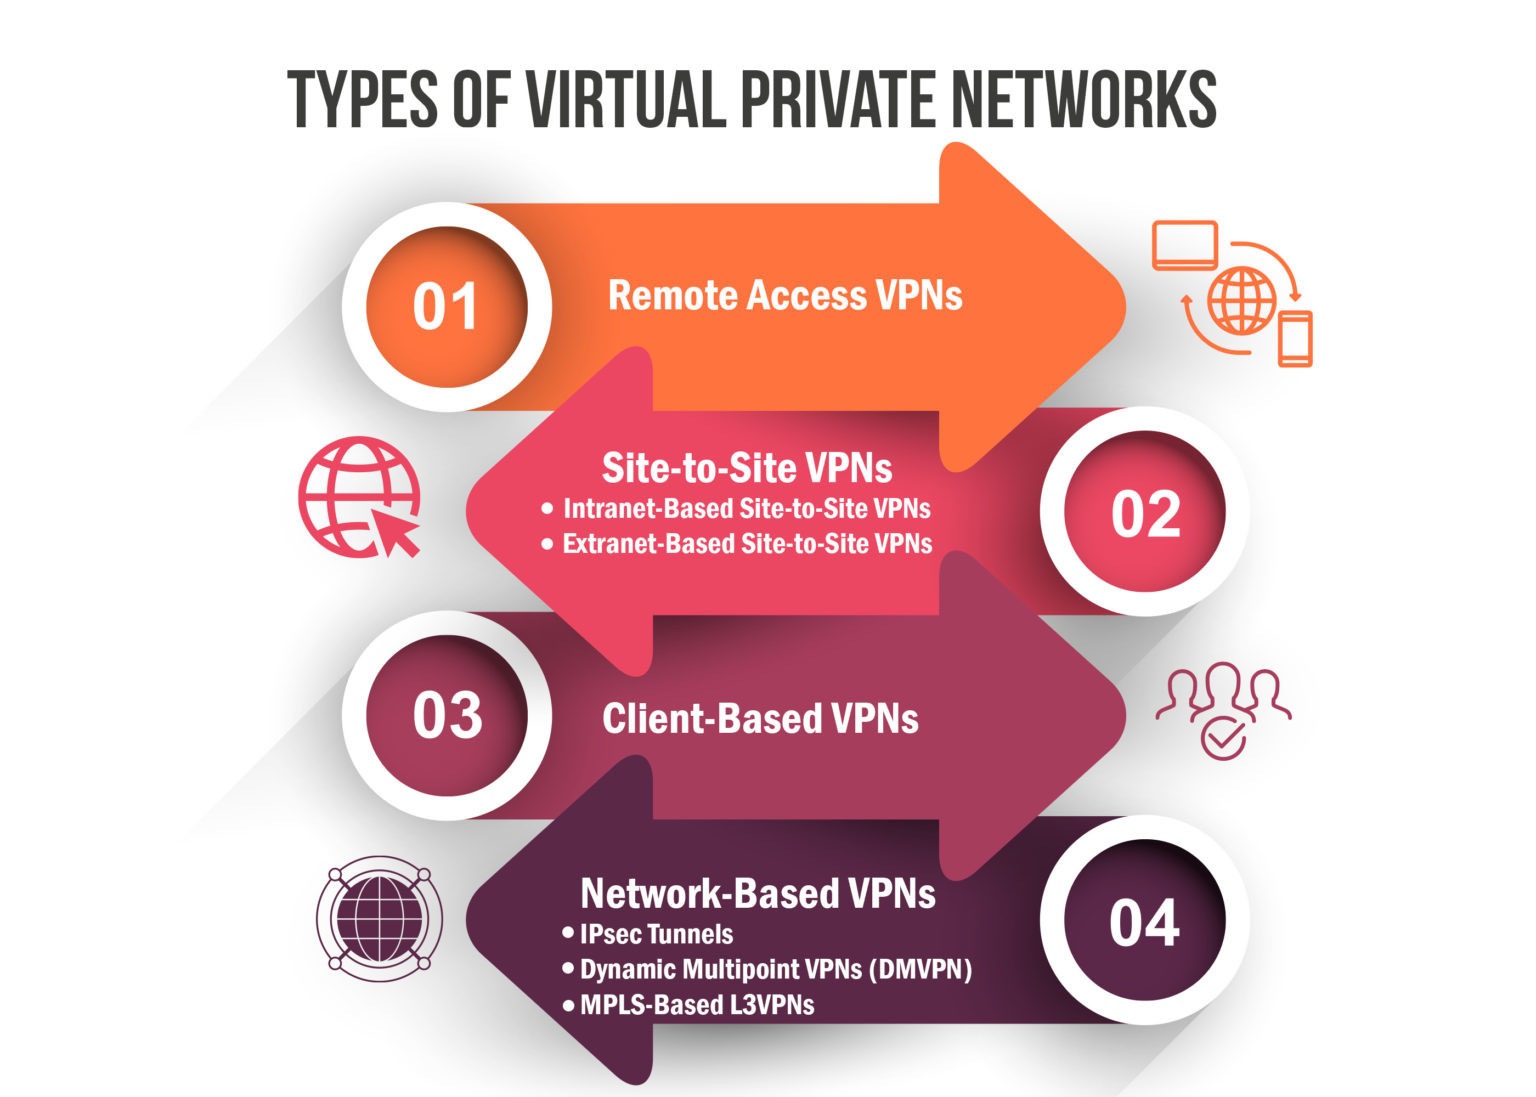 TYPES OF VIRTUAL PRIVATE NETWORKS
01
Remote Access VPNs
Site-to-Site VPNs
• Intranet-Based Site-to-Site VPNs
• Extranet-Based Site-to-Site VPNs
02
03
Client-Based VPNs
Network-Based VPNs
• IPsec Tunnels
• Dynamic Multipoint VPNs (DMVPN)
• MPLS-Based L3VPNs
04